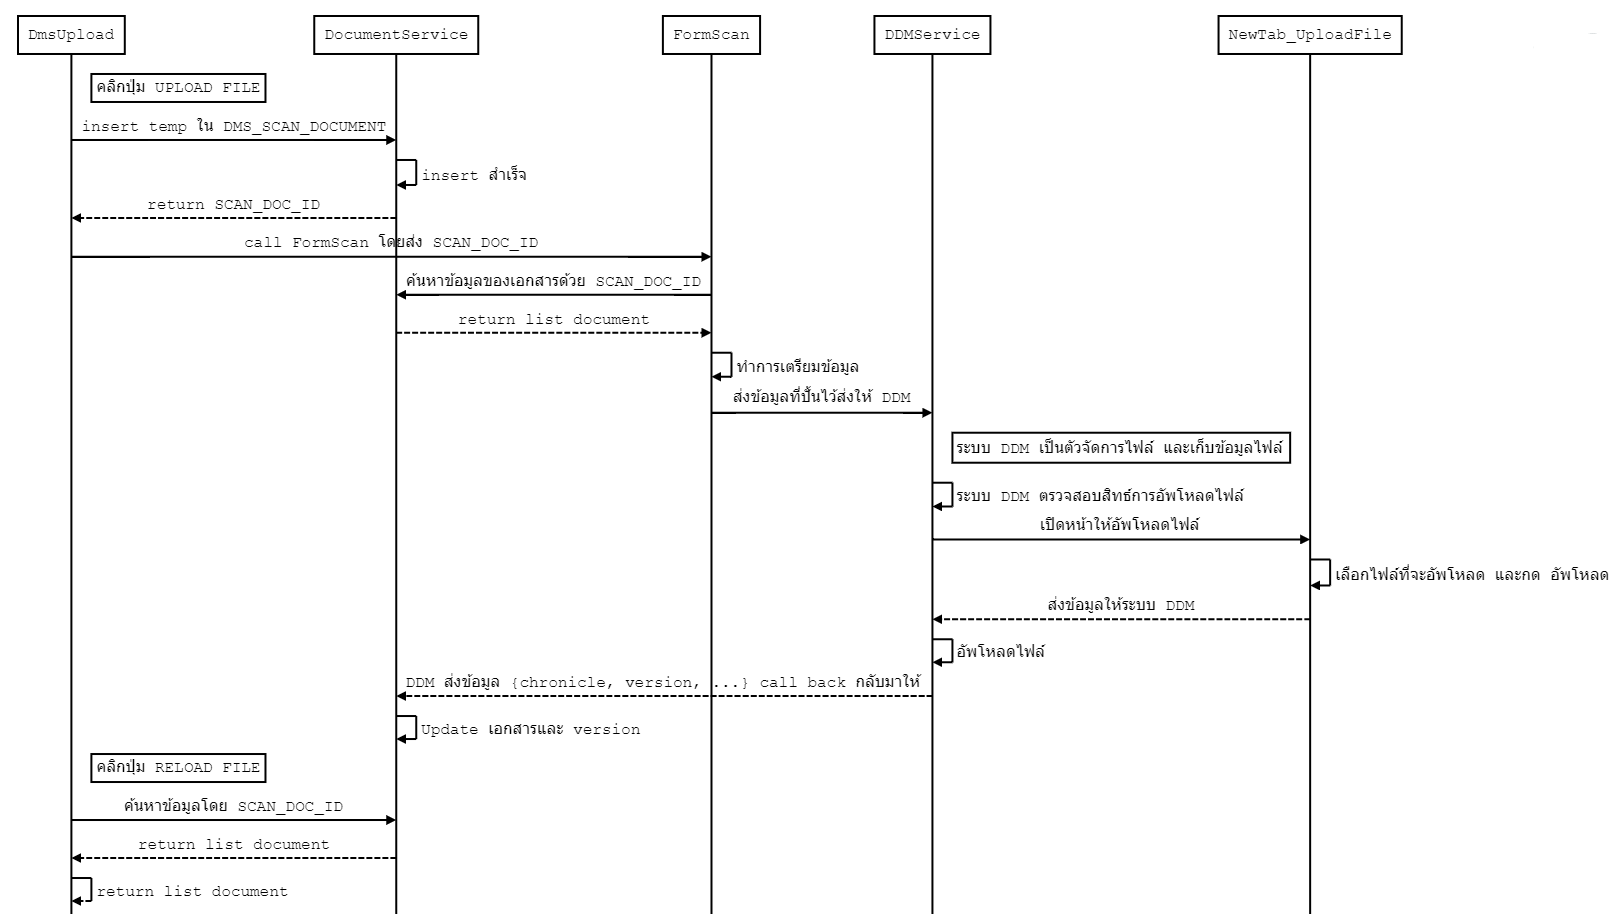 DmsUpload
DocumentService
FormScan
DDMService
NewTab_UploadFile
คลิกปุ่ม UPLOAD FILE
insert temp ใน DMS_SCAN_DOCUMENT
insert สำเร็จ
return SCAN_DOC_ID
call FormScan โดยส่ง SCAN_DOC_ID
ค้นหาข้อมูลของเอกสารด้วย SCAN_DOC_ID
return list document
ทำการเตรียมข้อมูล
ส่งข้อมูลที่ปั้นไว้ส่งให้ DDM
ระบบ DDM เป็นตัวจัดการไฟล์ และเก็บข้อมูลไฟล์
ระบบ DDM ตรวจสอบสิทธ์การอัพโหลดไฟล์
เปิดหน้าให้อัพโหลดไฟล์
เลือกไฟล์ที่จะอัพโหลด และกด อัพโหลด
ส่งข้อมูลให้ระบบ DDM
อัพโหลดไฟล์
DDM ส่งข้อมูล {chronicle, version, ...} call back กลับมาให้
Update เอกสารและ version
คลิกปุ่ม RELOAD FILE
ค้นหาข้อมูลโดย SCAN_DOC_ID
return list document
return list document